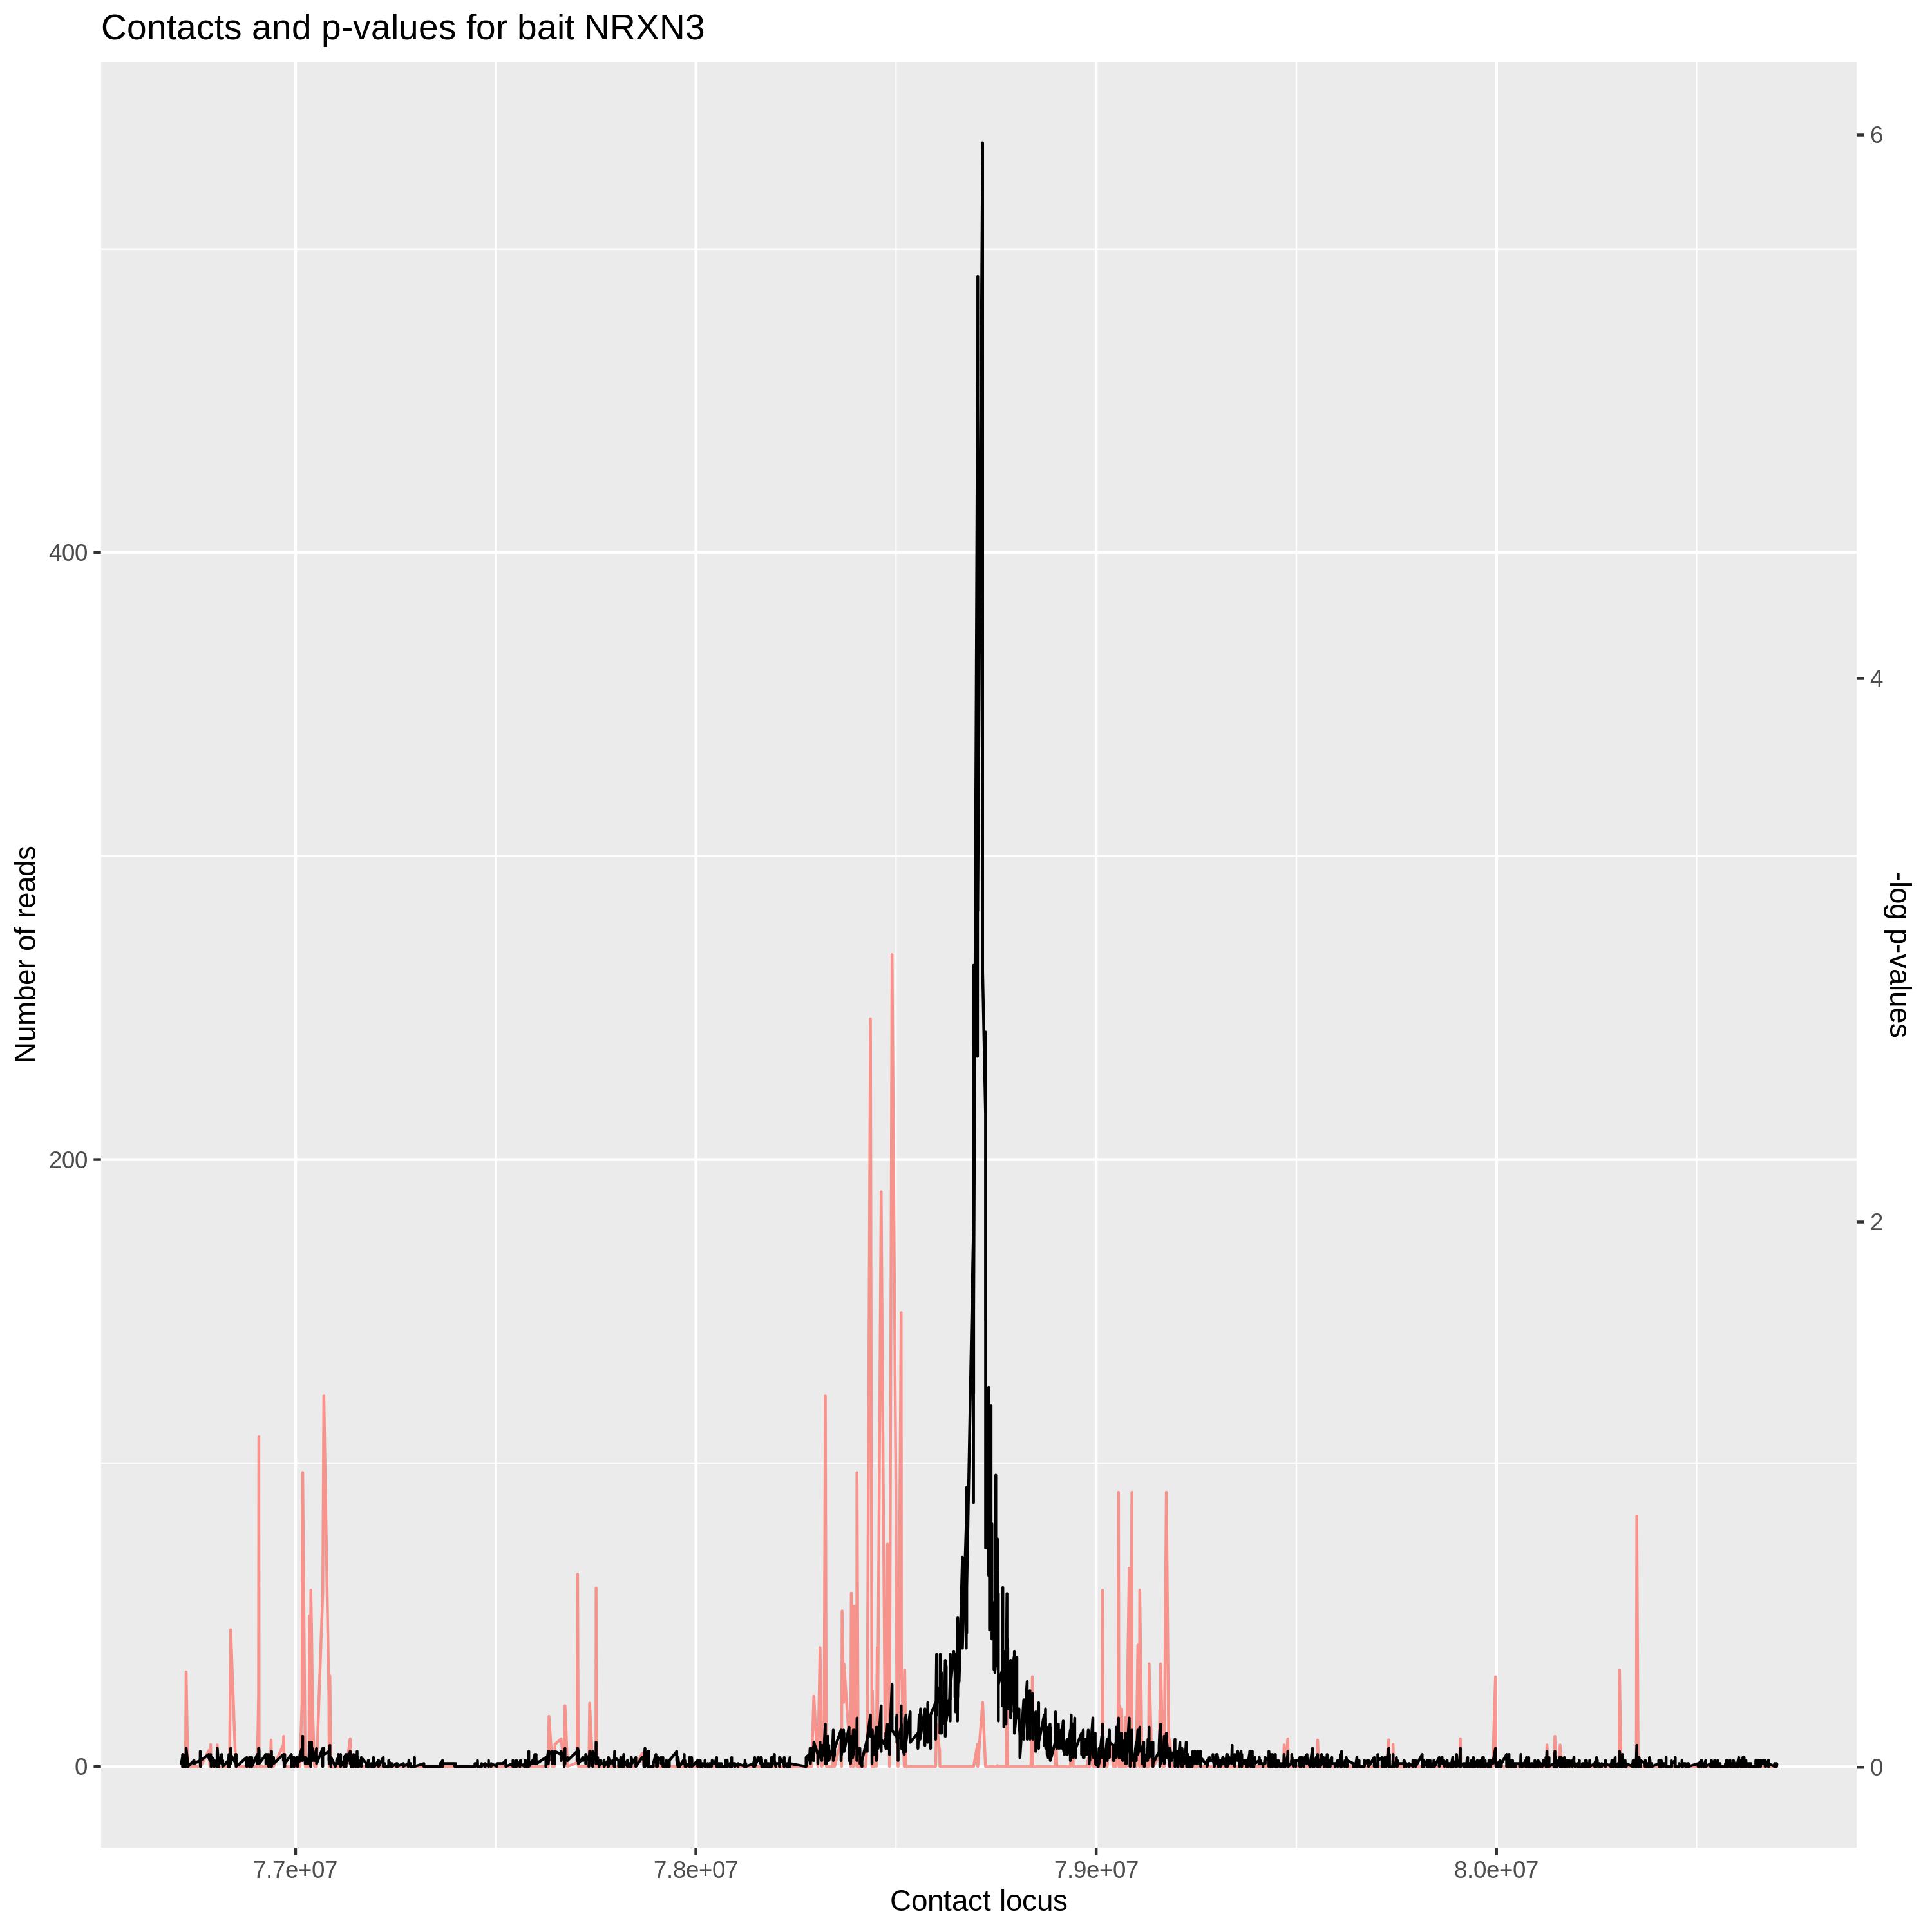 Contacts and p-values for bait NRXN3
6
400
4
Number of reads
-log p-values
200
2
0
0
7.7e+07
7.8e+07
7.9e+07
8.0e+07
Contact locus